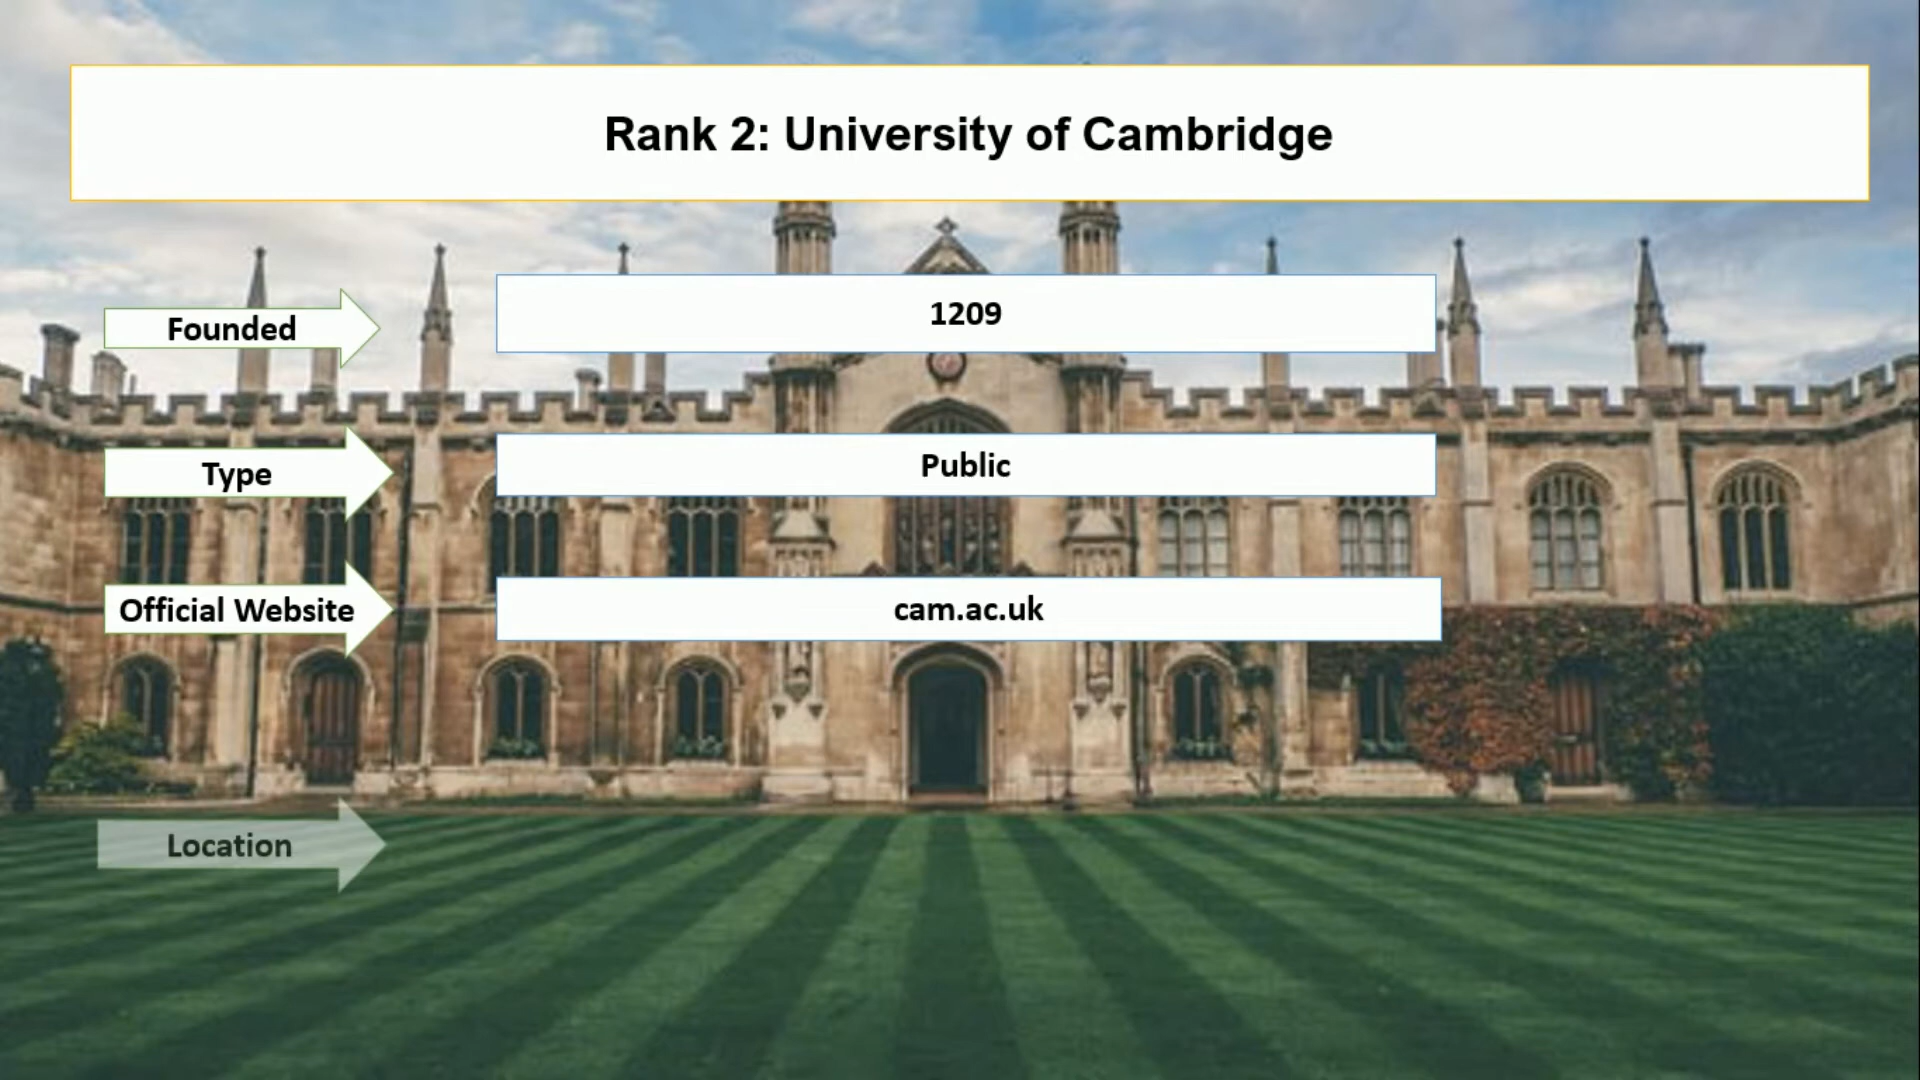 Rank 2: University of Cambridge
Founded
1209
Type
Public
Official Website
cam.ac.uk
Location